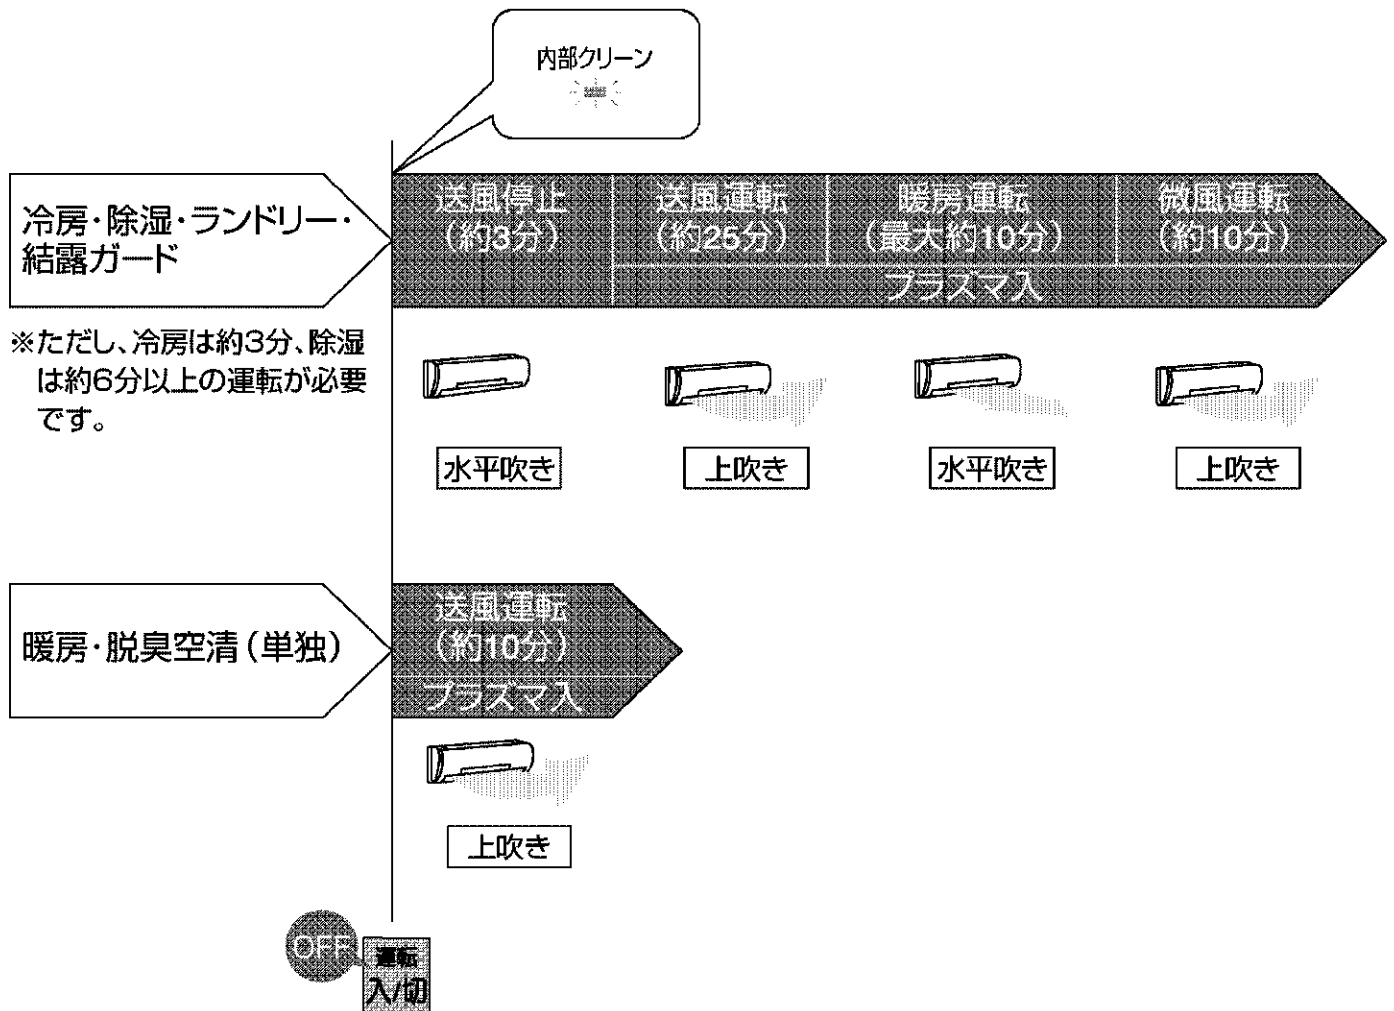 内部クリーン
冷房・除湿・ランドリー・
結露ガード
送風停止
(約3分)
送風運転
(約25分)
暖房運転
(最大約10分)
微風運転
(約10分)
プラズマ入
※ただし、冷房は約3分、除湿
は約6分以上の運転が必要
です。
水平吹き
上吹き
水平吹き
上吹き
暖房・脱臭空清(単独)
送風運転
(約10分)
プラズマ入
上吹き
OFF
運転
入/切